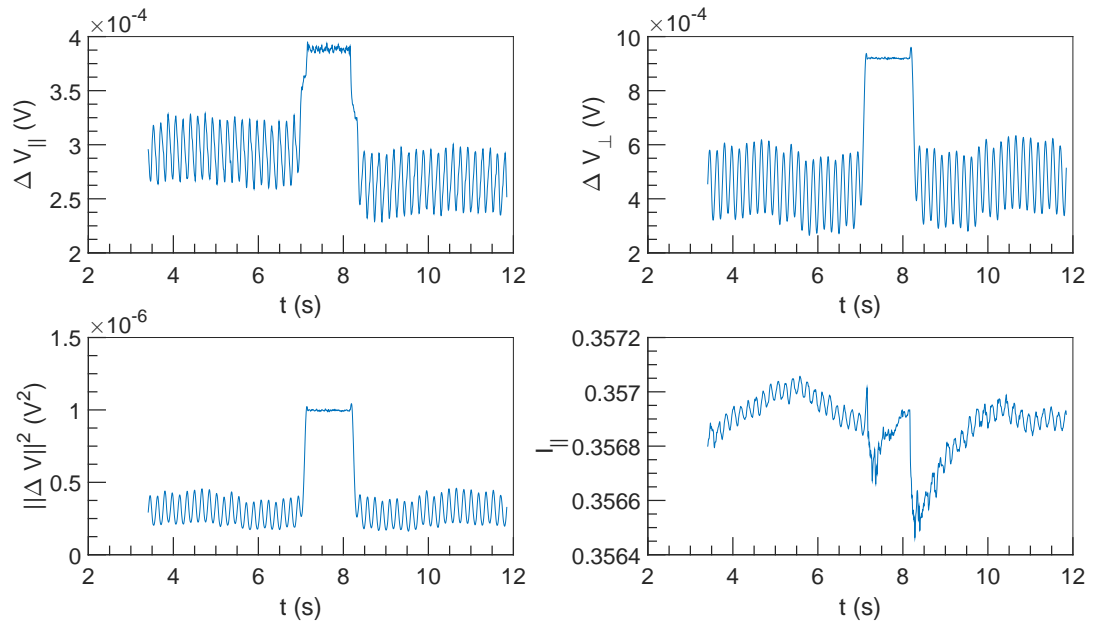 ×10⁻⁴
4
3.5
3
2.5
2
Δ V_{||} (V)
2 4 6 8 10 12
t (s)
×10⁻⁴
10
8
6
4
2
Δ V_⊥ (V)
2 4 6 8 10 12
t (s)
×10⁻⁶
1.5
1
0.5
0
||Δ V||² (V²)
2 4 6 8 10 12
t (s)
0.3572
0.357
0.3568
0.3566
0.3564
I_{||}
2 4 6 8 10 12
t (s)